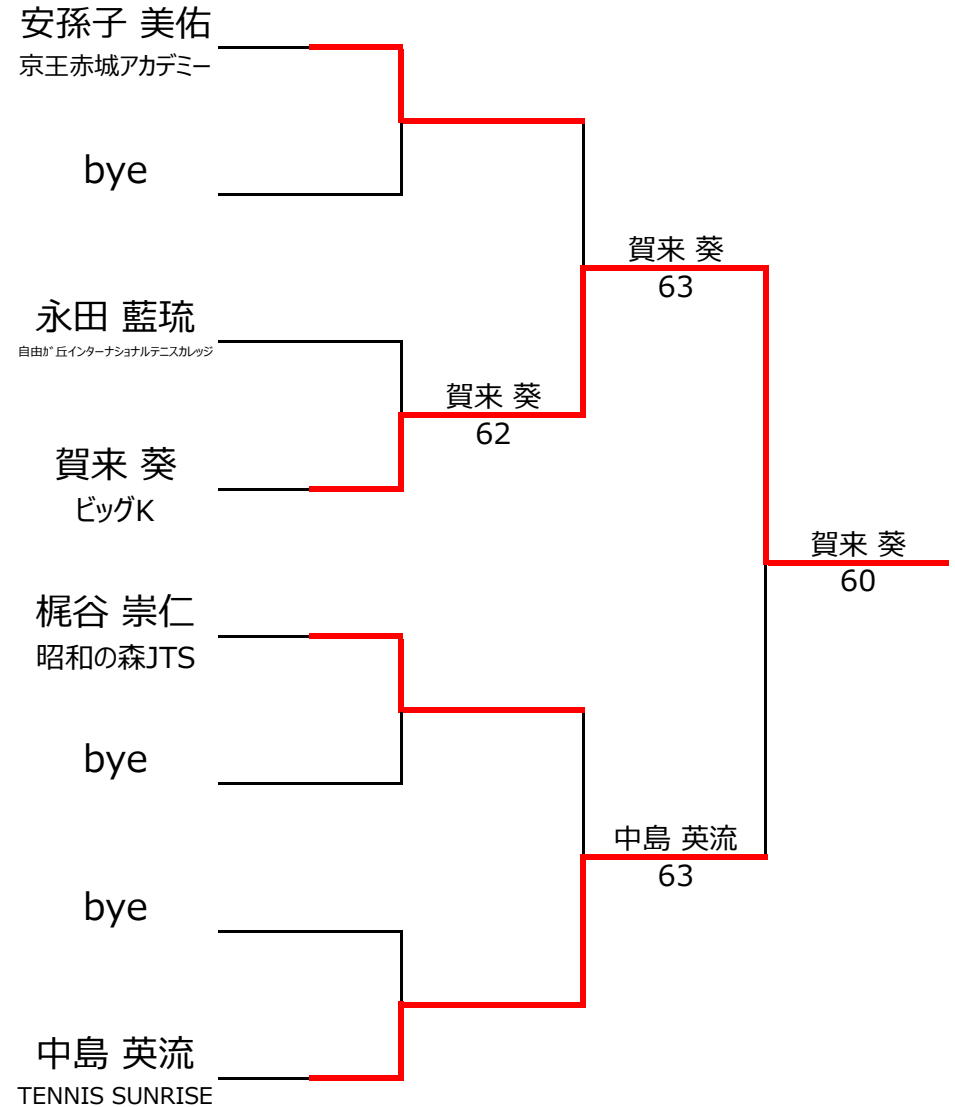 安孫子 美佑
京王赤城アカデミー
bye
賀来 葵
63
永田 藍琉
自由ガ丘インターナショナルテニスカレッジ
賀来 葵
62
賀来 葵
ビッグK
賀来 葵
60
梶谷 崇仁
昭和の森JTS
bye
中島 英流
63
bye
中島 英流
TENNIS SUNRISE